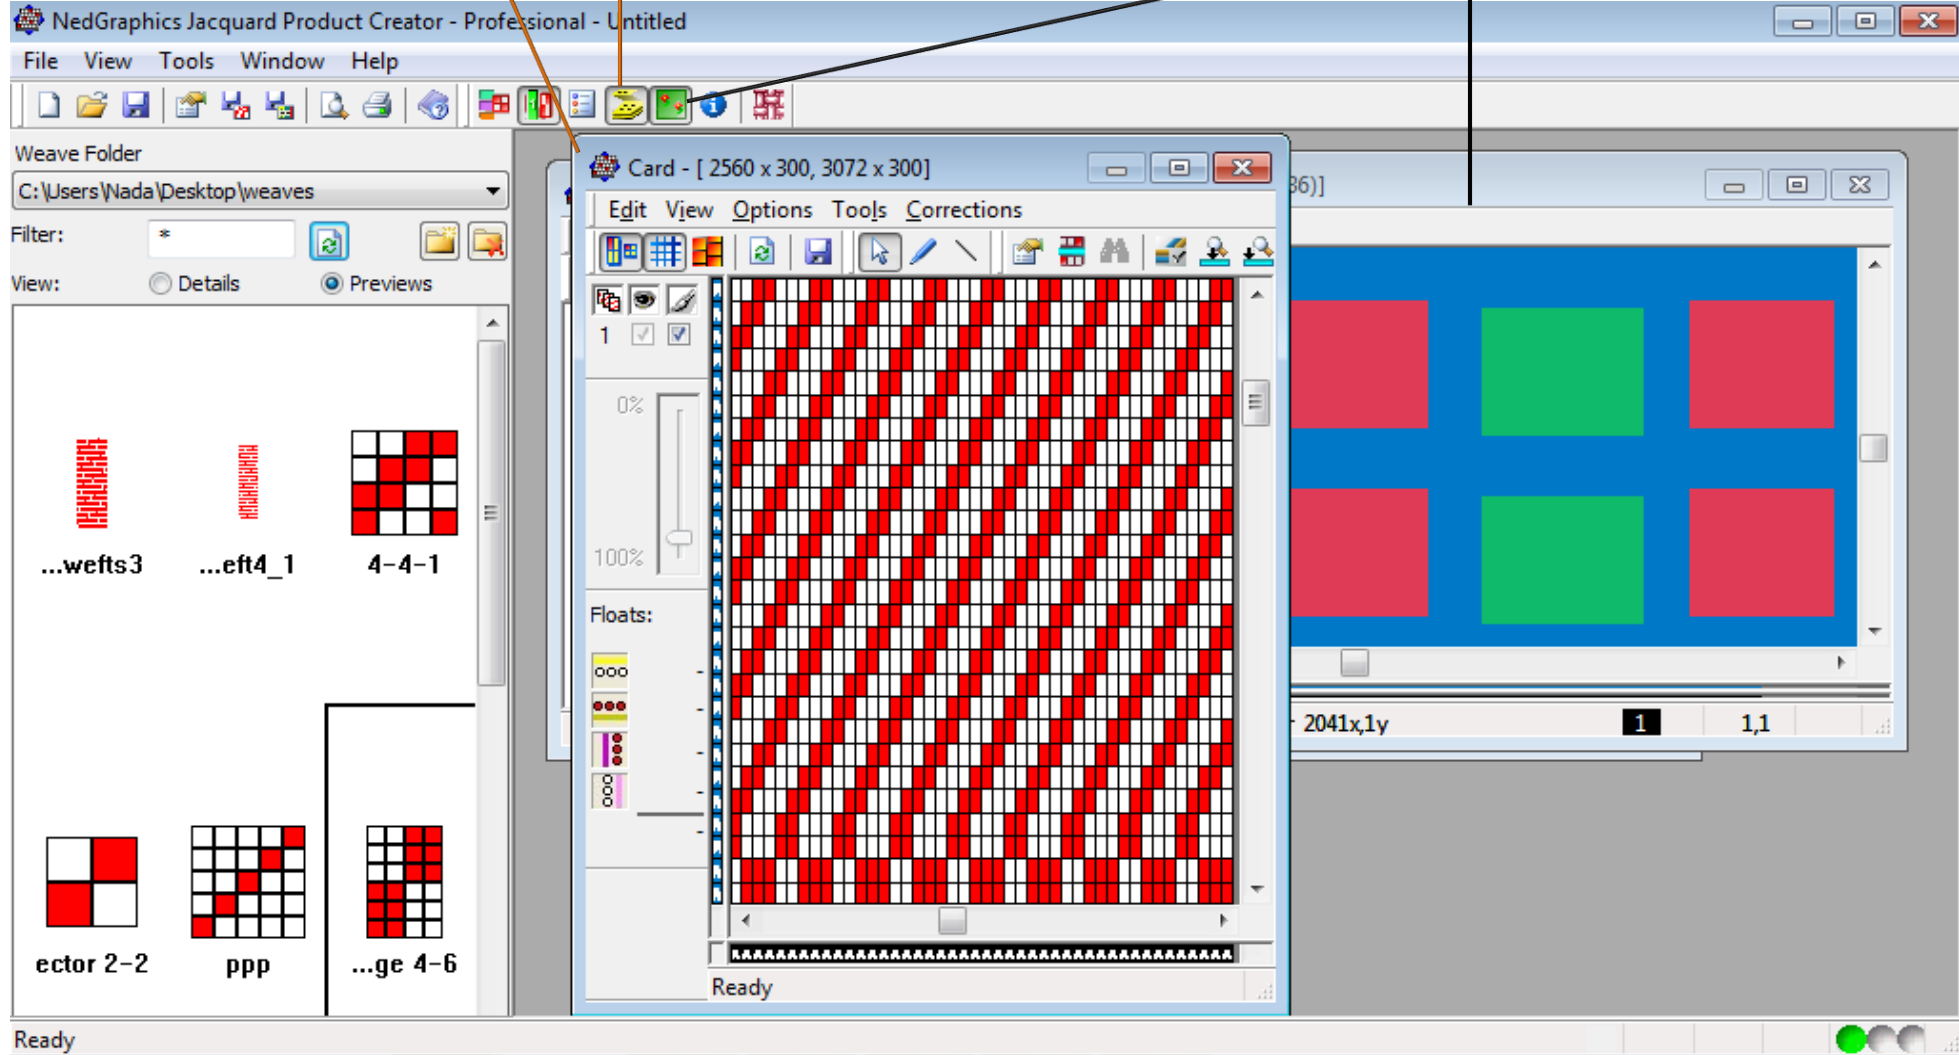 NedGraphics Jacquard Product Creator - Professional - Untitled
File View Tools Window Help
Weave Folder
C:\Users\Nada\Desktop\weaves
Filter: *
View: Details Previews
...wefts3 ...eft4_1 4-4-1
ector 2-2 ppp ...ge 4-6
Card - [ 2560 x 300, 3072 x 300]
Edit View Options Tools Corrections
1
0%
100%
Floats:
-
-
-
-
-
Ready
36)]
2041x,1y 1 1,1
Ready